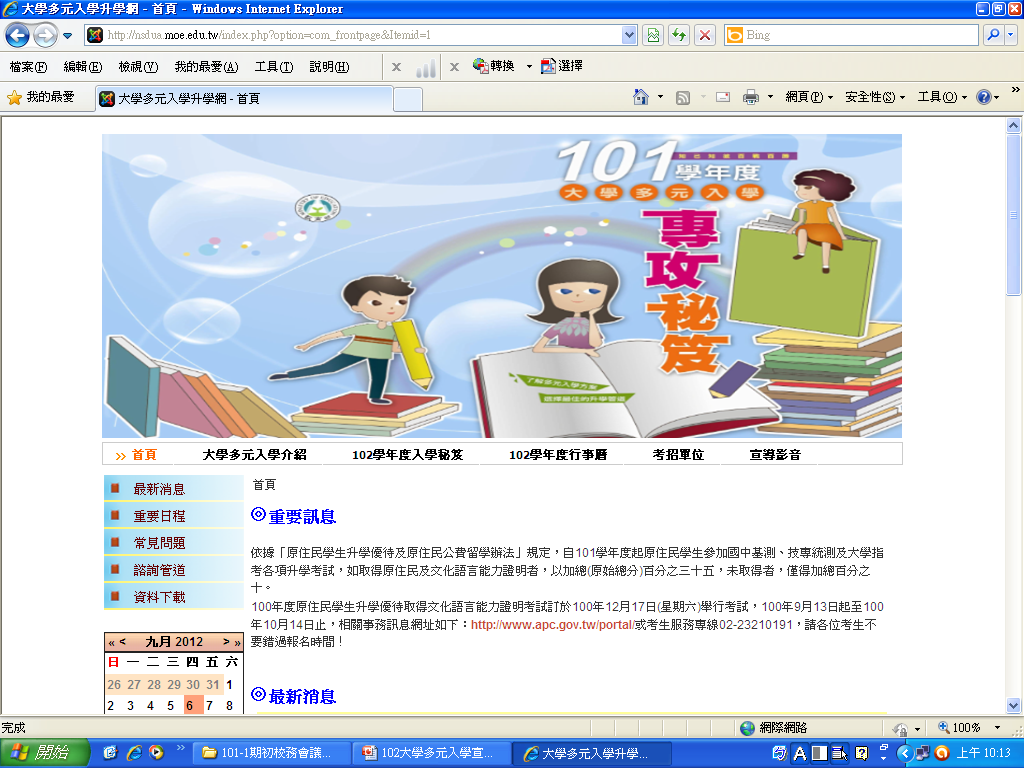 大學多元入學升學網 - 首頁 - Windows Internet Explorer
http://nsdua.moe.edu.tw/index.php?option=com_frontpage&Itemid=1
Bing
檔案(F) 編輯(E) 檢視(V) 我的最愛(A) 工具(T) 說明(H) 轉換 選擇
我的最愛 大學多元入學升學網 - 首頁 網頁(P) 安全性(S) 工具(O)
101
學年度
大學多元入學
專攻秘笈
了解多元入學方案
選擇最佳的升學管道
首頁 大學多元入學介紹 102學年度入學秘笈 102學年度行事曆 考招單位 宣導影音
最新消息
重要日程
常見問題
諮詢管道
資料下載
« < 九月 2012 > »
日 一 二 三 四 五 六
26 27 28 29 30 31 1
2 3 4 5 6 7 8
首頁
重要訊息
依據「原住民學生升學優待及原住民公費留學辦法」規定，自101學年度起原住民學生參加國中基測、技專統測及大學指
考各項升學考試，如取得原住民及文化語言能力證明者，以加總(原始總分)百分之三十五，未取得者，僅得加總百分之
十。
100年度原住民學生升學優待取得文化語言能力證明考試訂於100年12月17日(星期六)舉行考試，100年9月13日起至100
年10月14日止，相關事務訊息網址如下：http://www.apc.gov.tw/portal/或考生服務專線02-23210191，請各位考生不
要錯過報名時間！
最新消息
完成 網際網路 100%
開始 101-1期初校務會議... 102大學多元入學宣... 大學多元入學升學... A 上午 10:13